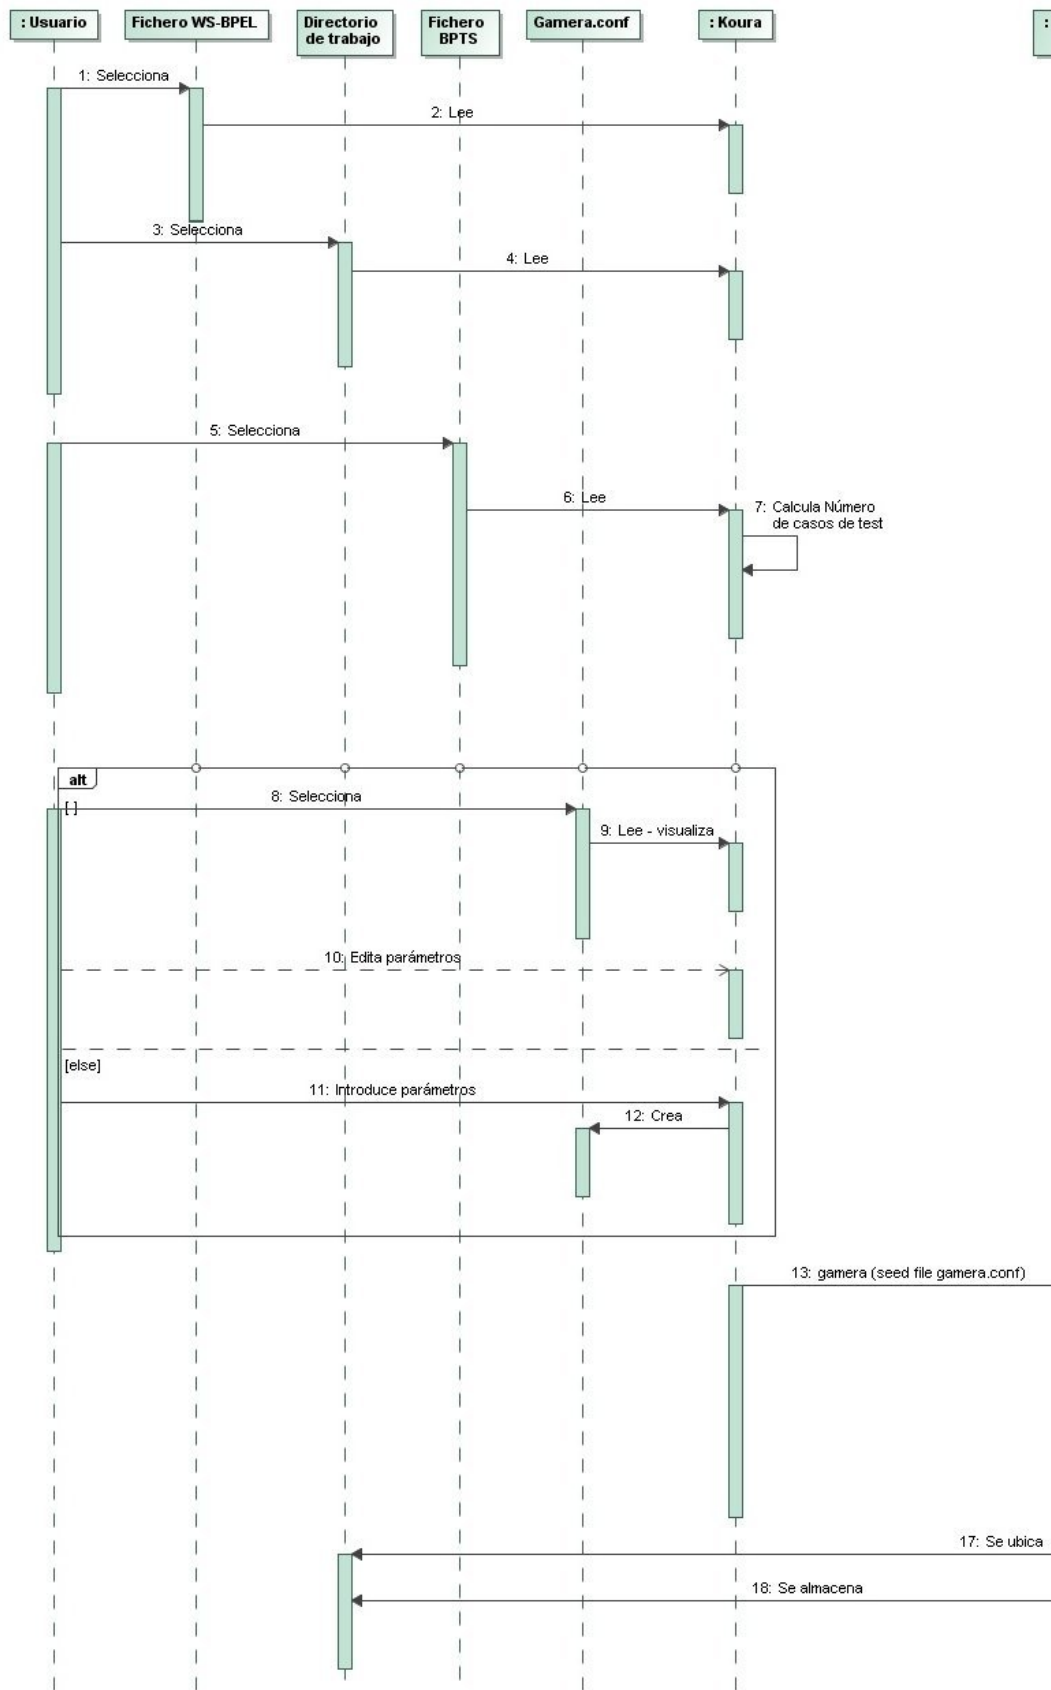 : Usuario
Fichero WS-BPEL
Directorio
de trabajo
Fichero
BPTS
Gamera.conf
: Koura
:
1: Selecciona
2: Lee
3: Selecciona
4: Lee
5: Selecciona
6: Lee
7: Calcula Número
de casos de test
alt
[ ]
8: Selecciona
9: Lee - visualiza
10: Edita parámetros
[else]
11: Introduce parámetros
12: Crea
13: gamera (seed file gamera.conf)
17: Se ubica
18: Se almacena